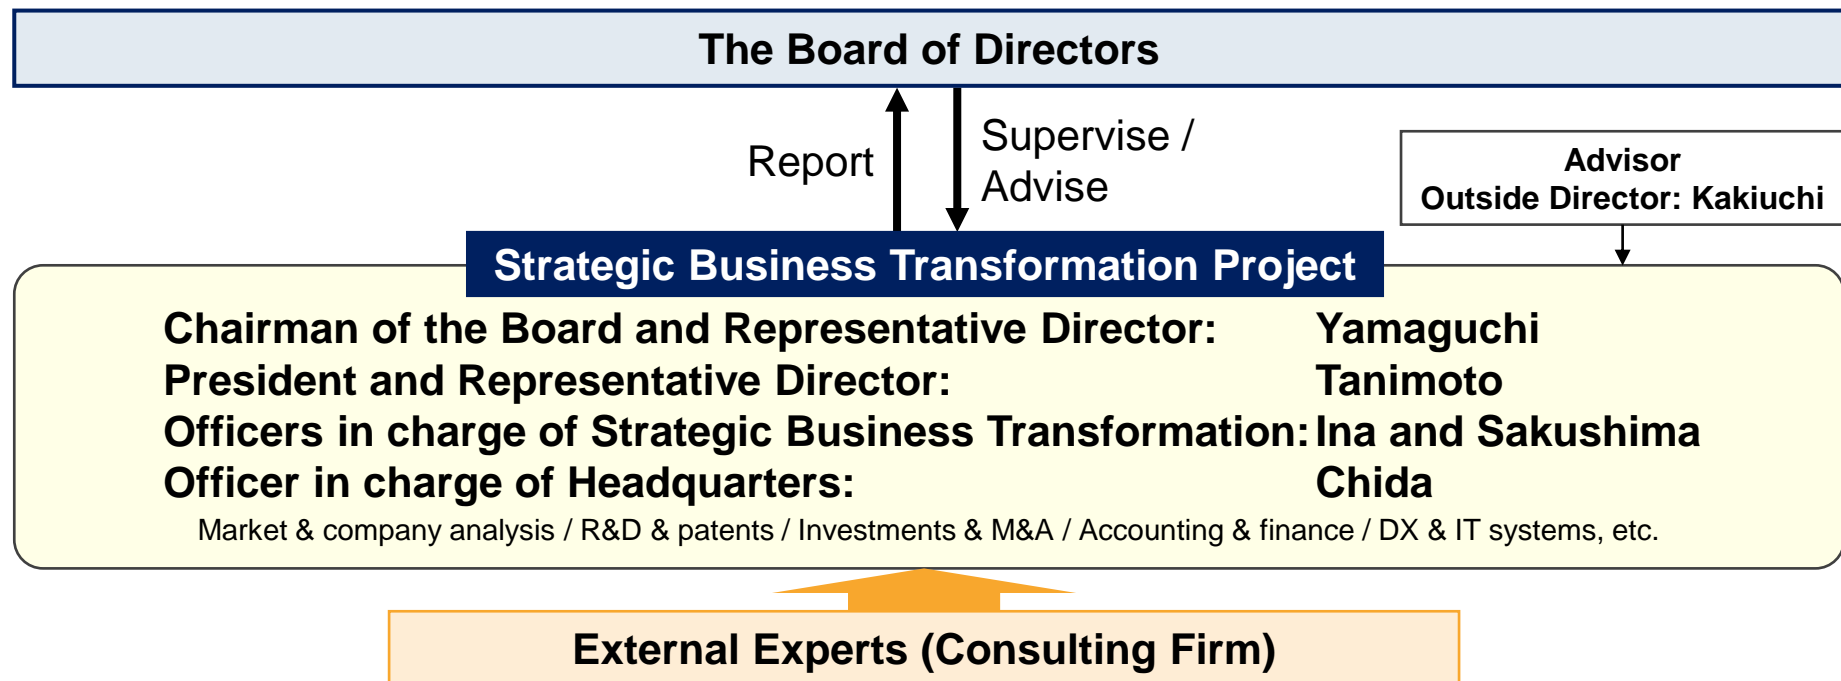 The Board of Directors
Report
Supervise /
Advise
Advisor
Outside Director: Kakiuchi
Strategic Business Transformation Project
Chairman of the Board and Representative Director: Yamaguchi
President and Representative Director: Tanimoto
Officers in charge of Strategic Business Transformation: Ina and Sakushima
Officer in charge of Headquarters: Chida
Market & company analysis / R&D & patents / Investments & M&A / Accounting & finance / DX & IT systems, etc.
External Experts (Consulting Firm)